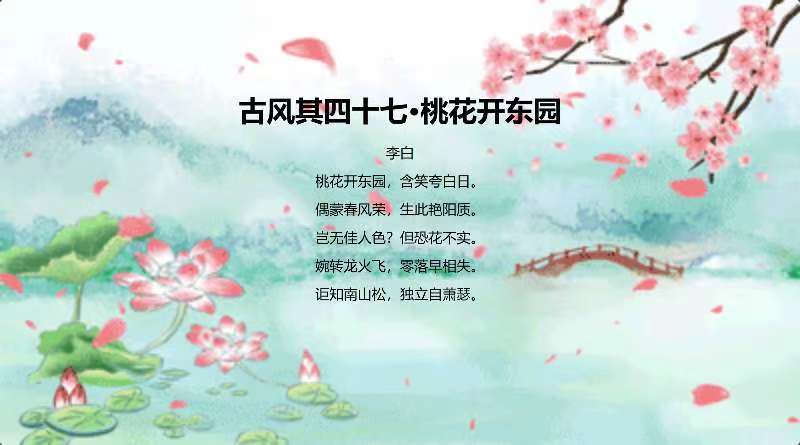 古风其四十七·桃花开东园
李白
桃花开东园，含笑夸白日。
偶蒙春风荣，生此艳阳质。
岂无佳人色？但恐花不实。
婉转龙火飞，零落早相失。
讵知南山松，独立自萧瑟。